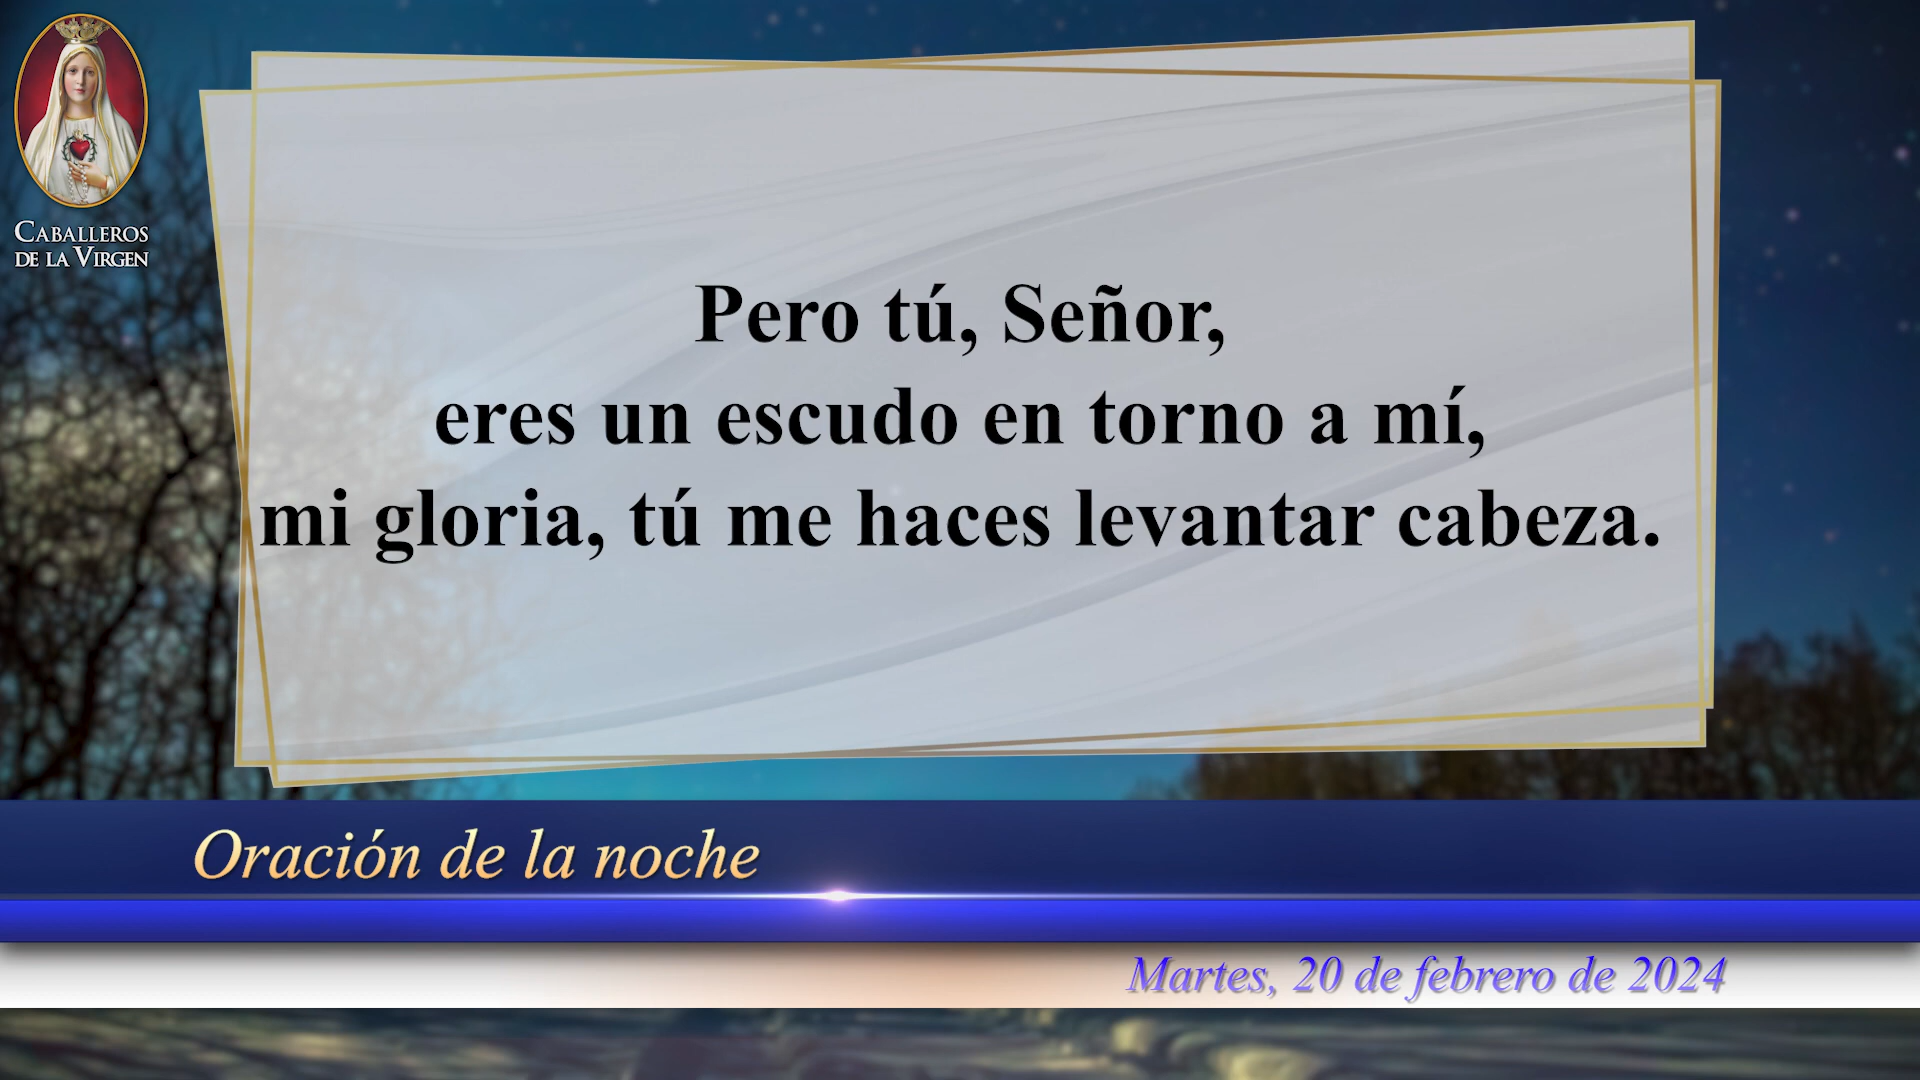 CABALLEROS
DE LA VIRGEN
Pero tú, Señor,
eres un escudo en torno a mí,
mi gloria, tú me haces levantar cabeza.
Oración de la noche
Martes, 20 de febrero de 2024